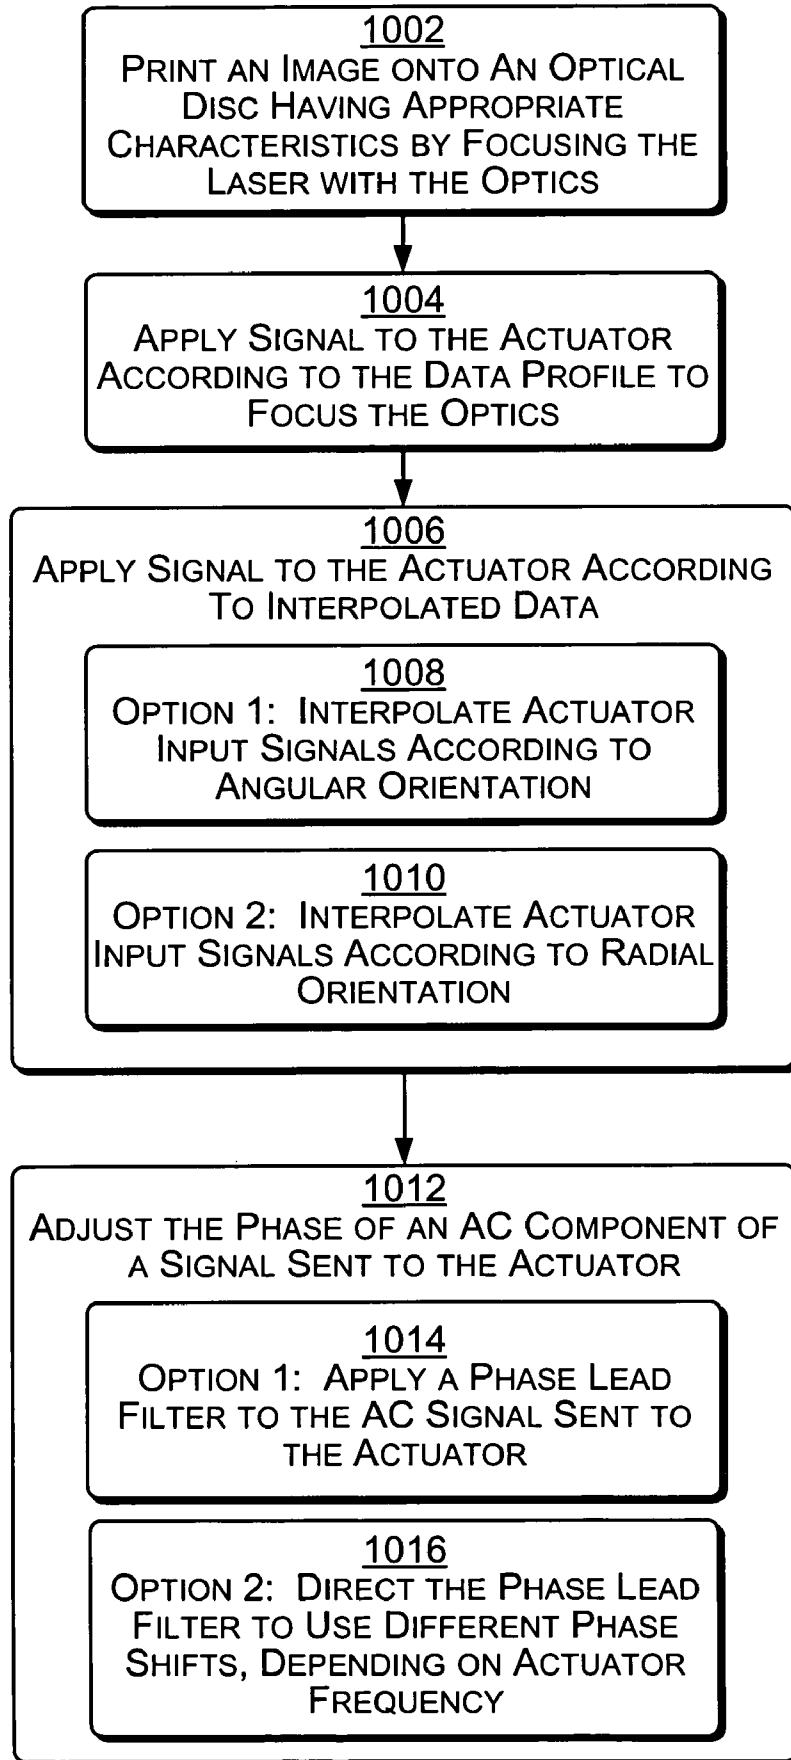 1002
PRINT AN IMAGE ONTO AN OPTICAL
DISC HAVING APPROPRIATE
CHARACTERISTICS BY FOCUSING THE
LASER WITH THE OPTICS
1004
APPLY SIGNAL TO THE ACTUATOR
ACCORDING TO THE DATA PROFILE TO
FOCUS THE OPTICS
1006
APPLY SIGNAL TO THE ACTUATOR ACCORDING
TO INTERPOLATED DATA
1008
OPTION 1: INTERPOLATE ACTUATOR
INPUT SIGNALS ACCORDING TO
ANGULAR ORIENTATION
1010
OPTION 2: INTERPOLATE ACTUATOR
INPUT SIGNALS ACCORDING TO RADIAL
ORIENTATION
1012
ADJUST THE PHASE OF AN AC COMPONENT OF
A SIGNAL SENT TO THE ACTUATOR
1014
OPTION 1: APPLY A PHASE LEAD
FILTER TO THE AC SIGNAL SENT TO
THE ACTUATOR
1016
OPTION 2: DIRECT THE PHASE LEAD
FILTER TO USE DIFFERENT PHASE
SHIFTS, DEPENDING ON ACTUATOR
FREQUENCY